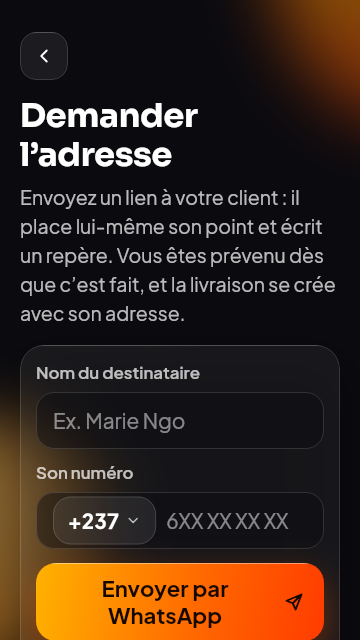 Demander
l’adresse
Envoyez un lien à votre client : il
place lui-même son point et écrit
un repère. Vous êtes prévenu dès
que c’est fait, et la livraison se crée
avec son adresse.
Nom du destinataire
Ex. Marie Ngo
Son numéro
+237 6XX XX XX XX
Envoyer par
WhatsApp